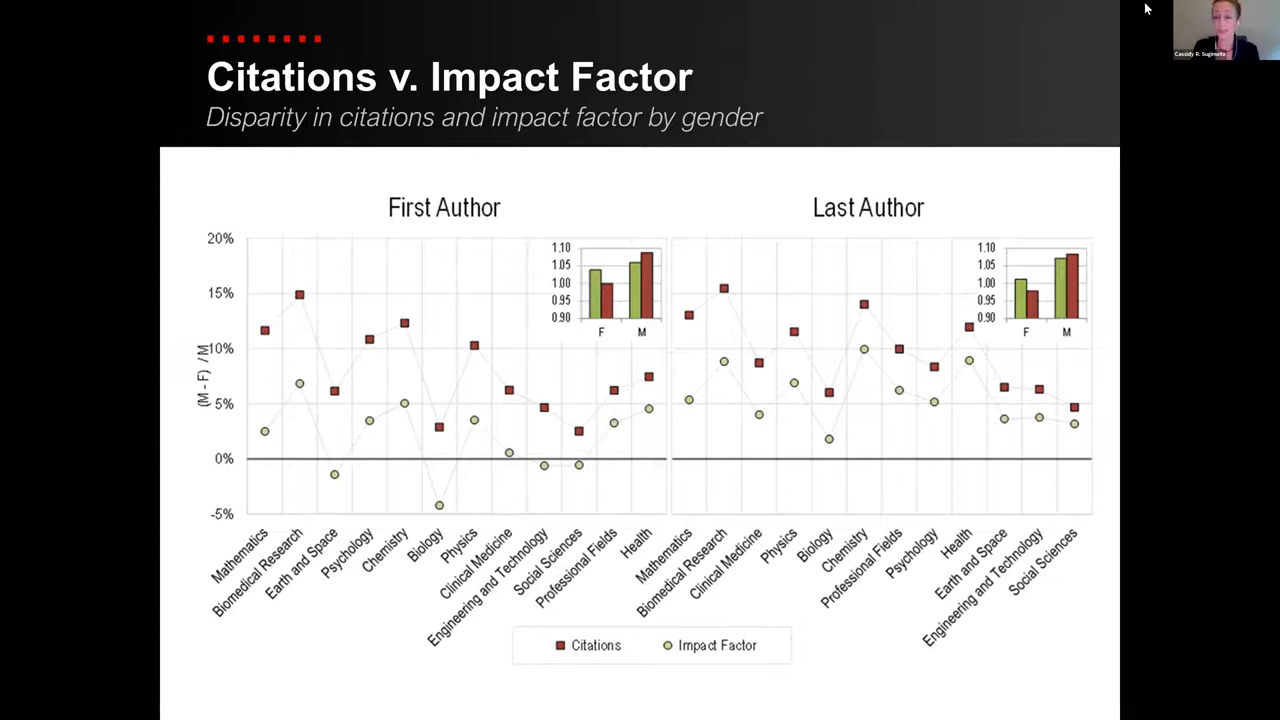 Cassidy R. Sugimoto
Citations v. Impact Factor
Disparity in citations and impact factor by gender
First Author
Last Author
20%
15%
10%
5%
0%
-5%
(M - F) / M
1.10
1.05
1.00
0.95
0.90
F M
1.10
1.05
1.00
0.95
0.90
F M
Mathematics
Biomedical Research
Earth and Space
Psychology
Chemistry
Biology
Physics
Clinical Medicine
Engineering and Technology
Social Sciences
Professional Fields
Health
Mathematics
Biomedical Research
Clinical Medicine
Physics
Biology
Chemistry
Professional Fields
Psychology
Health
Earth and Space
Engineering and Technology
Social Sciences
Citations Impact Factor